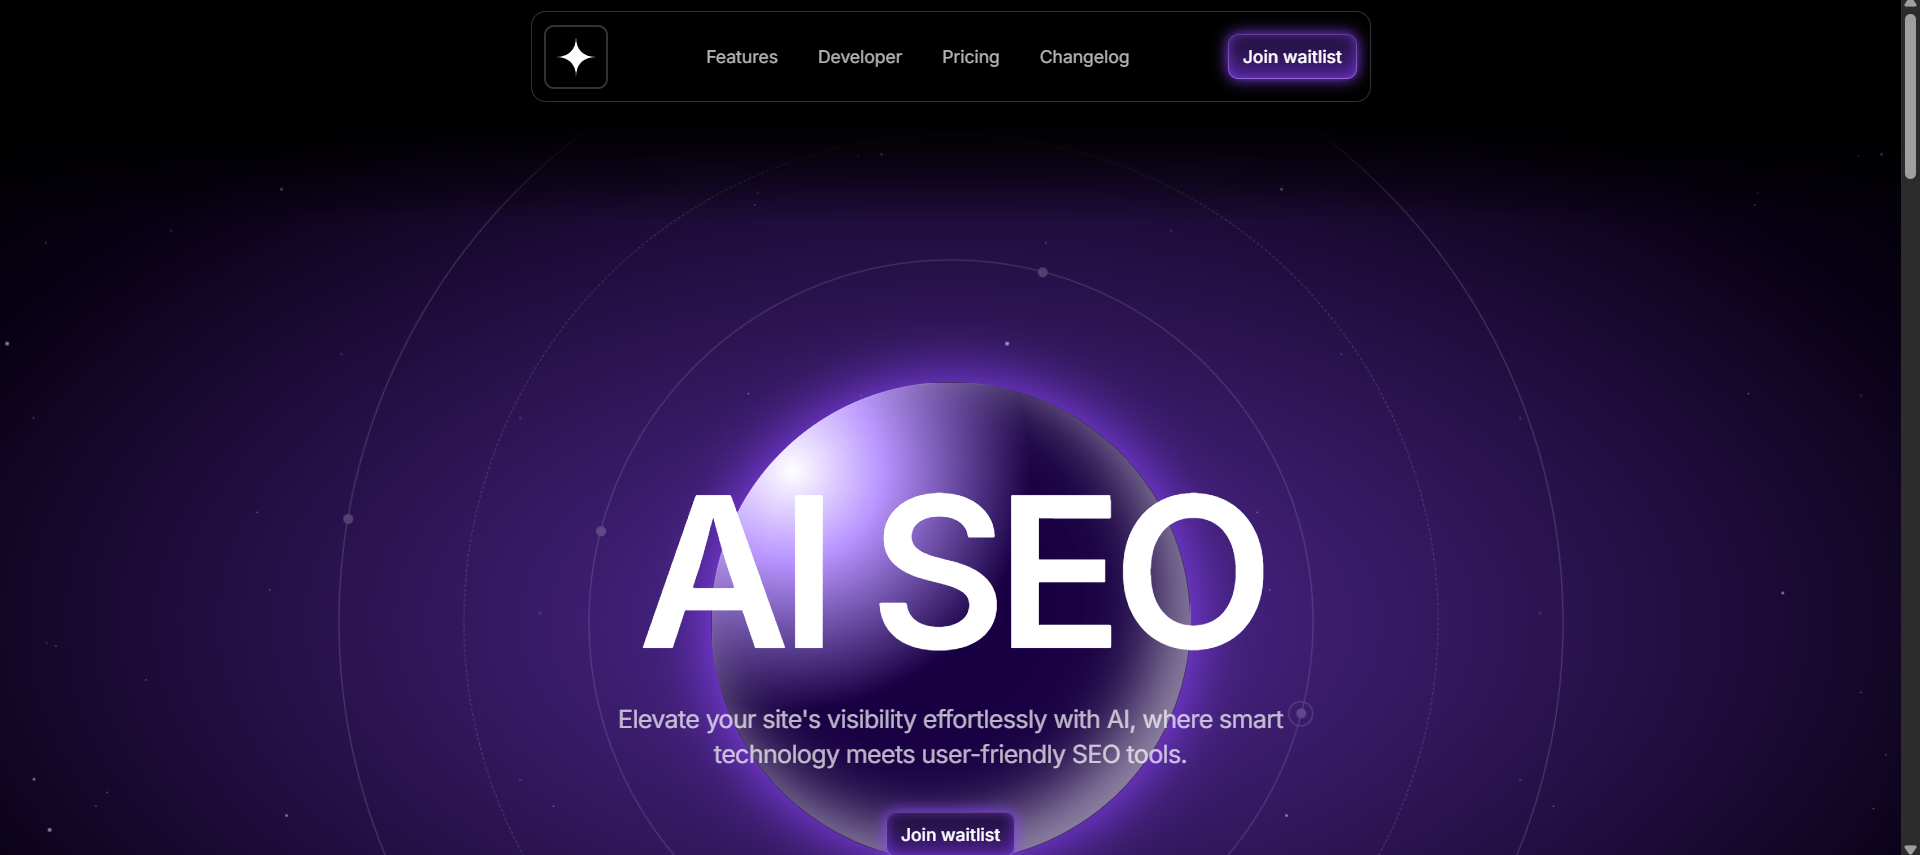 Features
Developer
Pricing
Changelog
Join waitlist
AI SEO
Elevate your site's visibility effortlessly with AI, where smart
technology meets user-friendly SEO tools.
Join waitlist